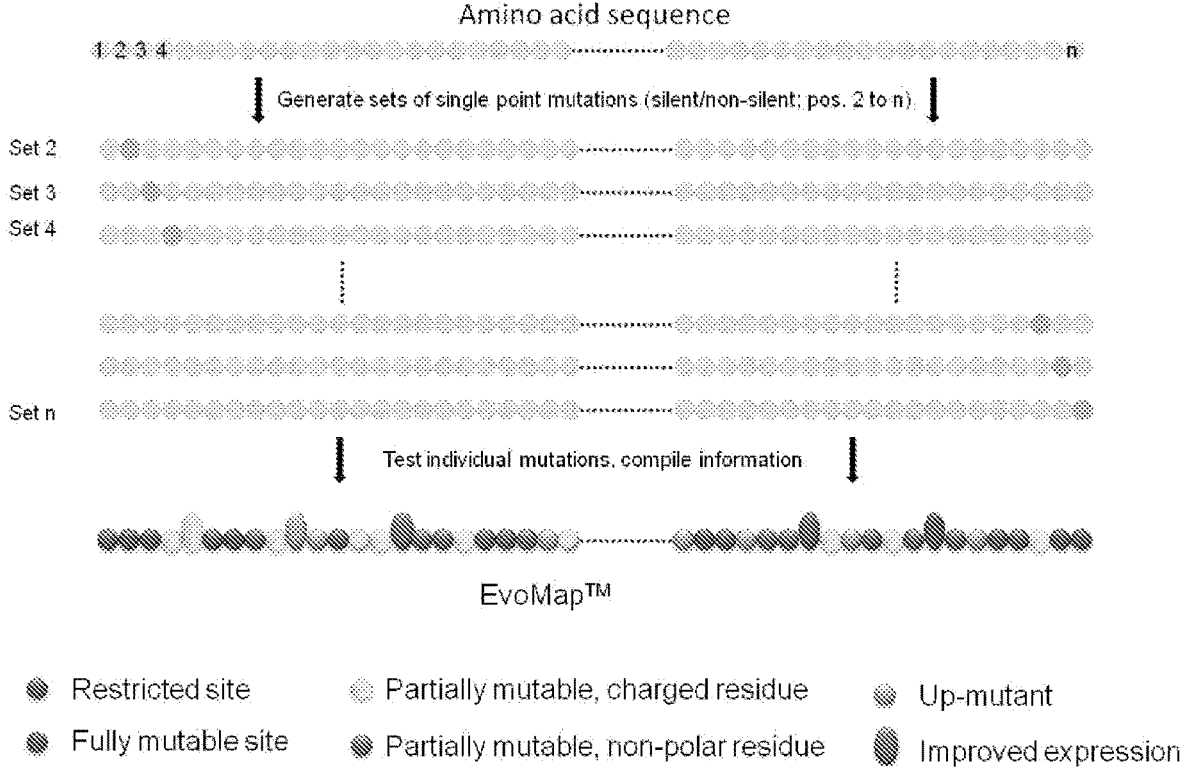 Amino acid sequence
1 2 3 4 n
Generate sets of single point mutations (silent/non-silent; pos. 2 to n)
Set 2
Set 3
Set 4
Set n
Test individual mutations, compile information
EvoMap™
Restricted site
Partially mutable, charged residue
Up-mutant
Fully mutable site
Partially mutable, non-polar residue
Improved expression